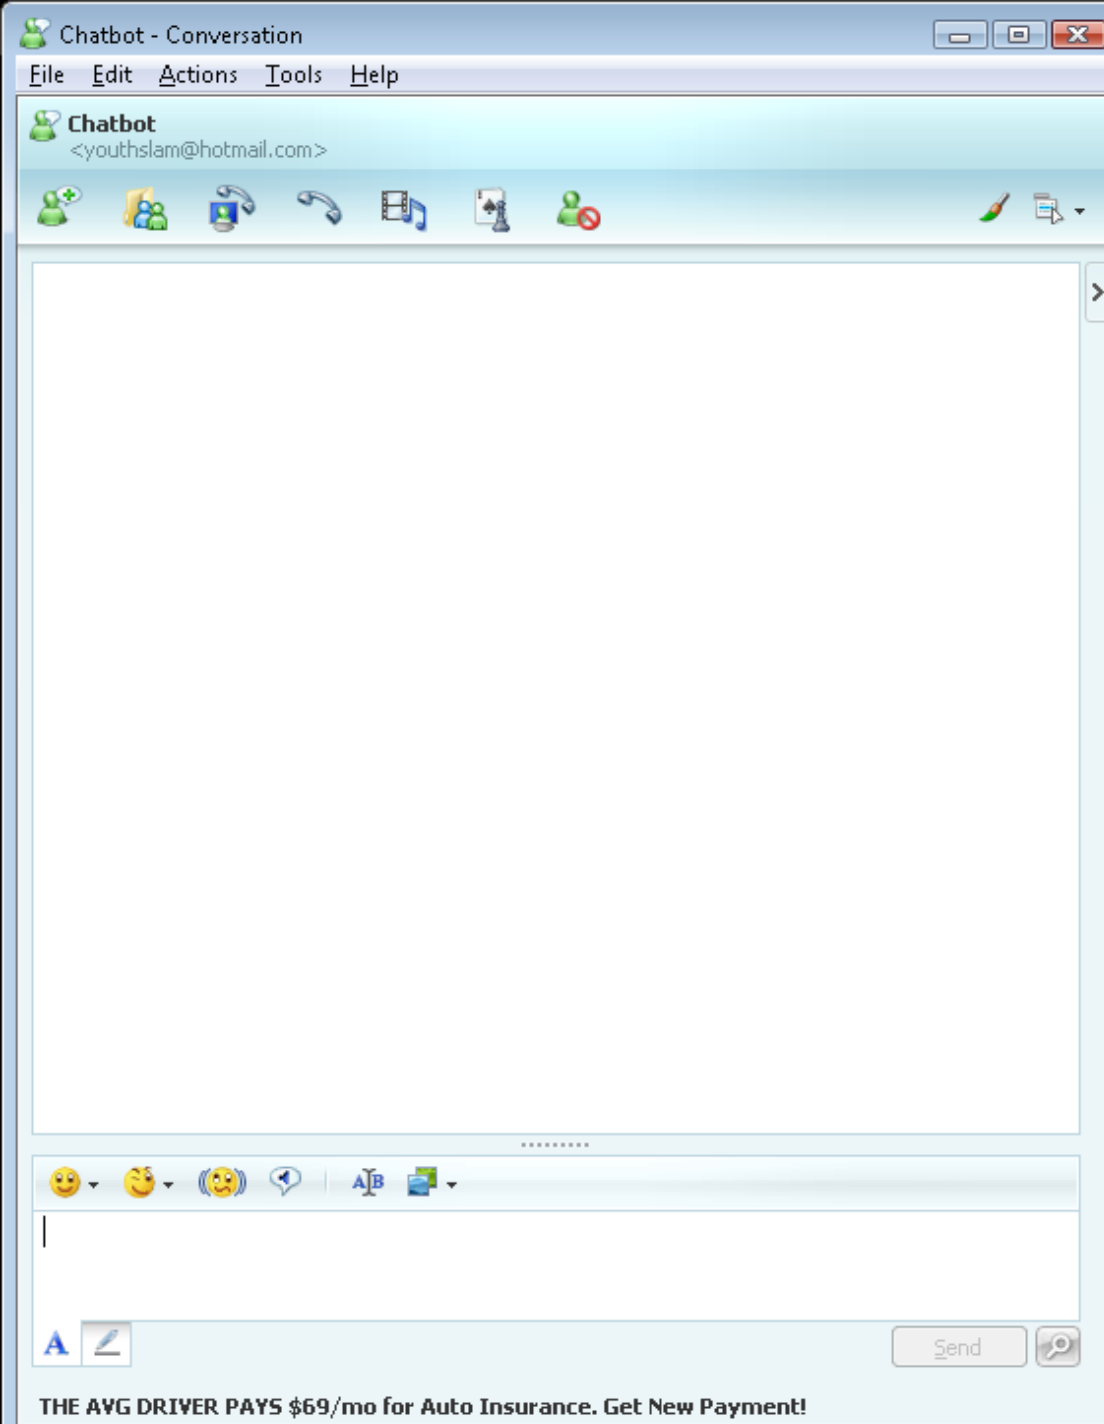 Chatbot - Conversation
File Edit Actions Tools Help
Chatbot
<youthslam@hotmail.com>
A B
A
Send
THE AVG DRIVER PAYS $69/mo for Auto Insurance. Get New Payment!